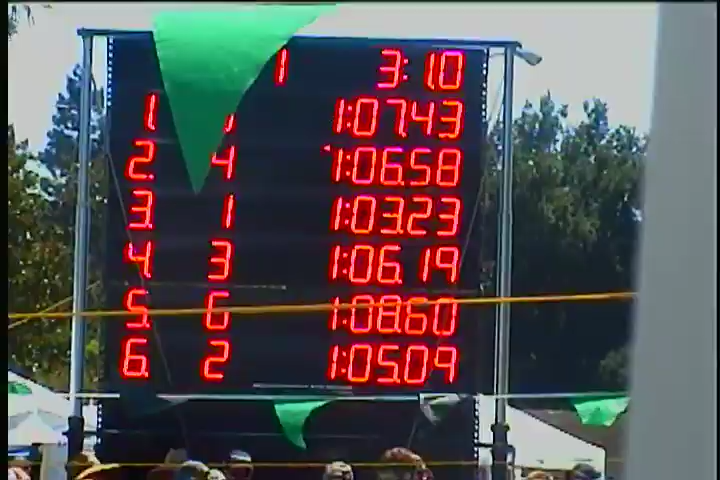 1 3:10
1 1:07.43
2. 4 1:06.58
3. 1 1:03.23
4 3 1:06.19
5. 6 1:08.60
6. 2 1:05.09